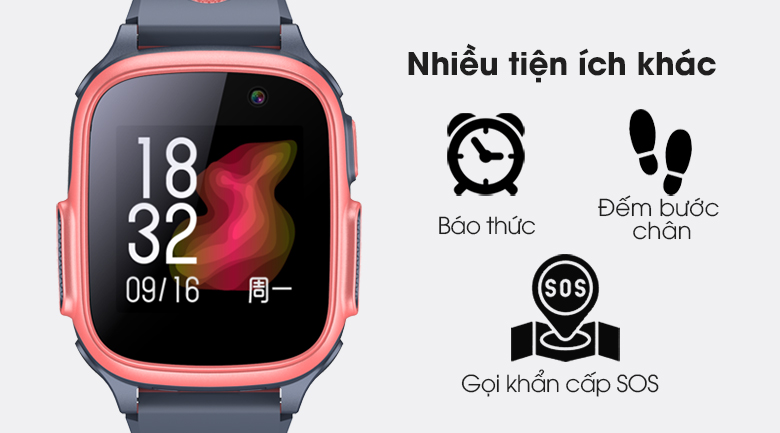 18
32
09/16 周一
Nhiều tiện ích khác
Báo thức
Đếm bước
chân
SOS
Gọi khẩn cấp SOS